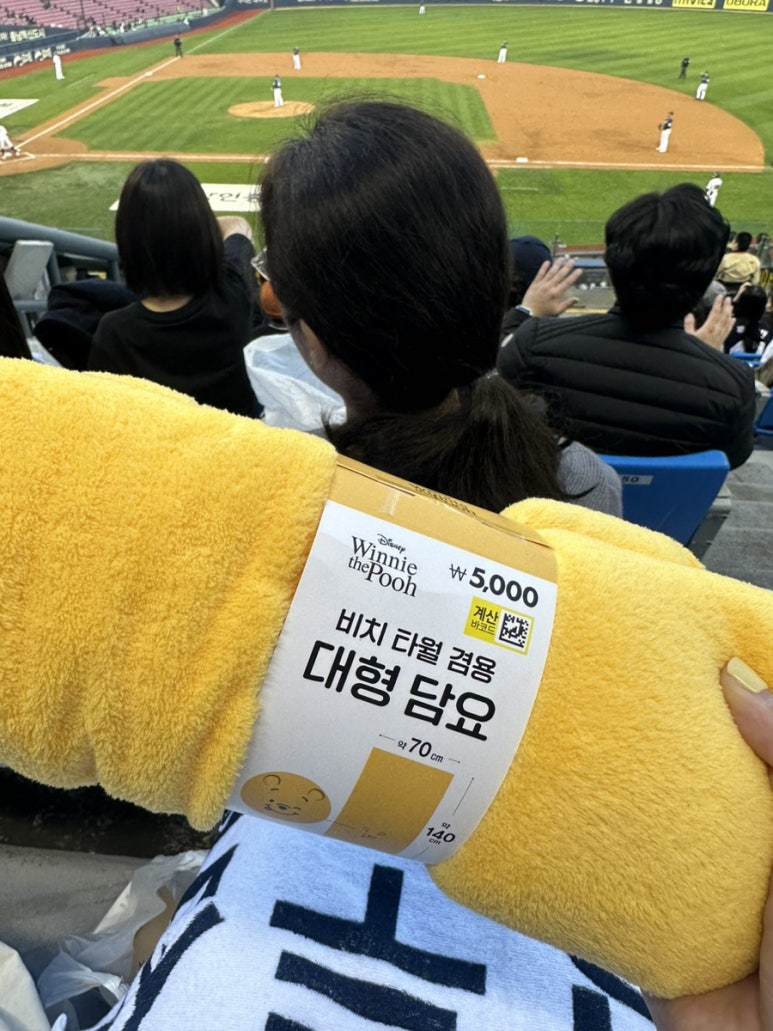 Disney
Winnie
the Pooh
₩5,000
계산
바코드
비치 타월 겸용
대형 담요
약 70cm
약
140
cm
50